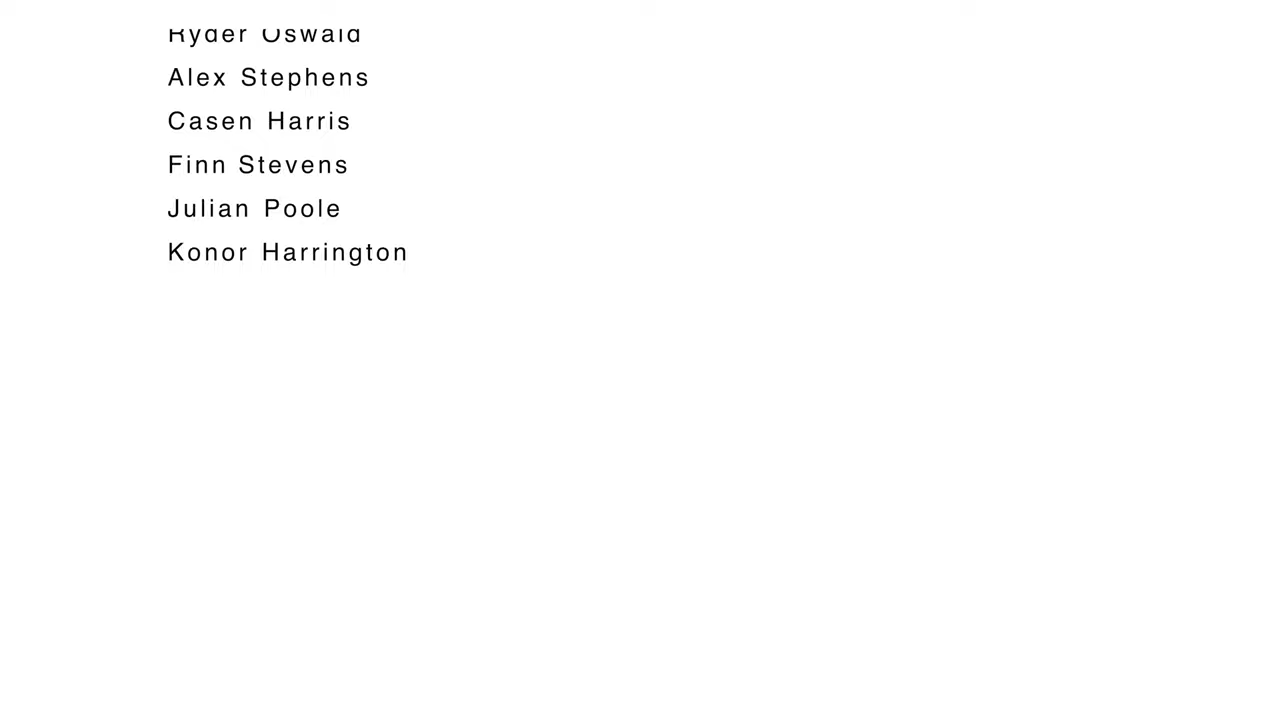 Ryder Oswald
Alex Stephens
Casen Harris
Finn Stevens
Julian Poole
Konor Harrington